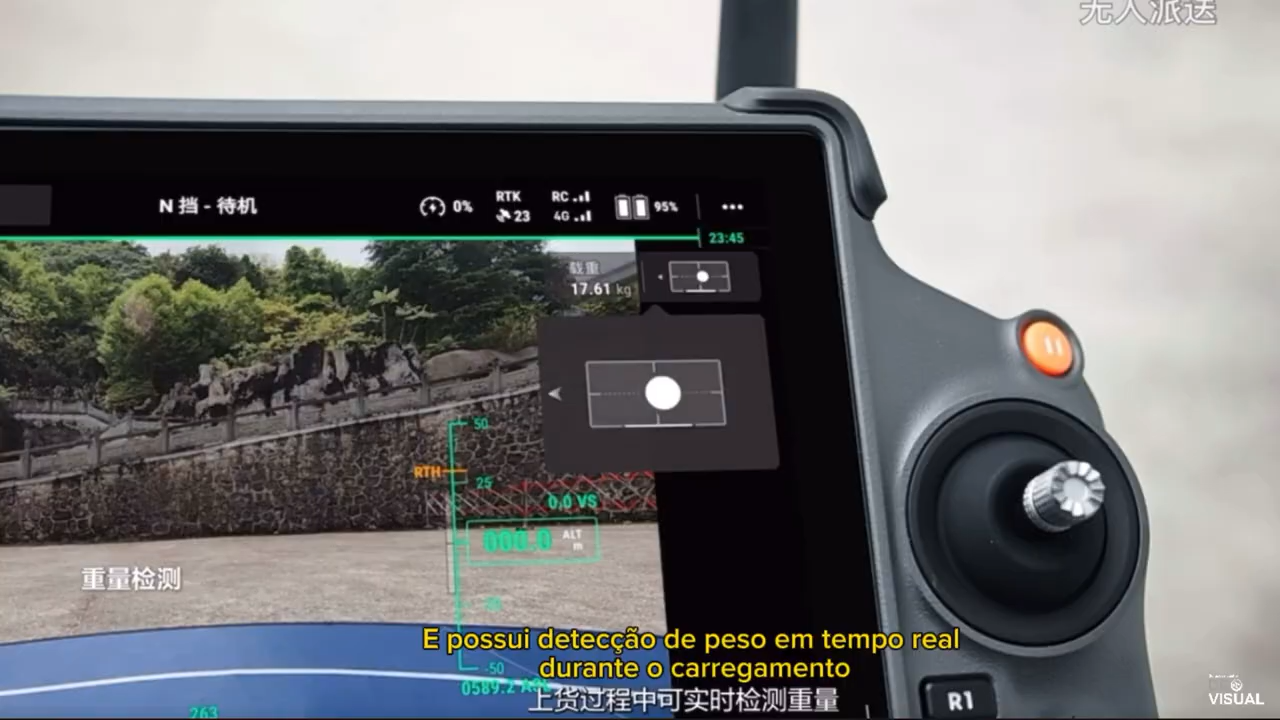 无人派送
N 挡 - 待机
0%
RTK
23
RC
4G
95%
23:45
载重
17.61 kg
50
RTH
25
0.0 VS
000.0 ALT m
重量检测
-50
0589.2
263
E possui detecção de peso em tempo real
durante o carregamento
上货过程中可实时检测重量
R1
VISUAL